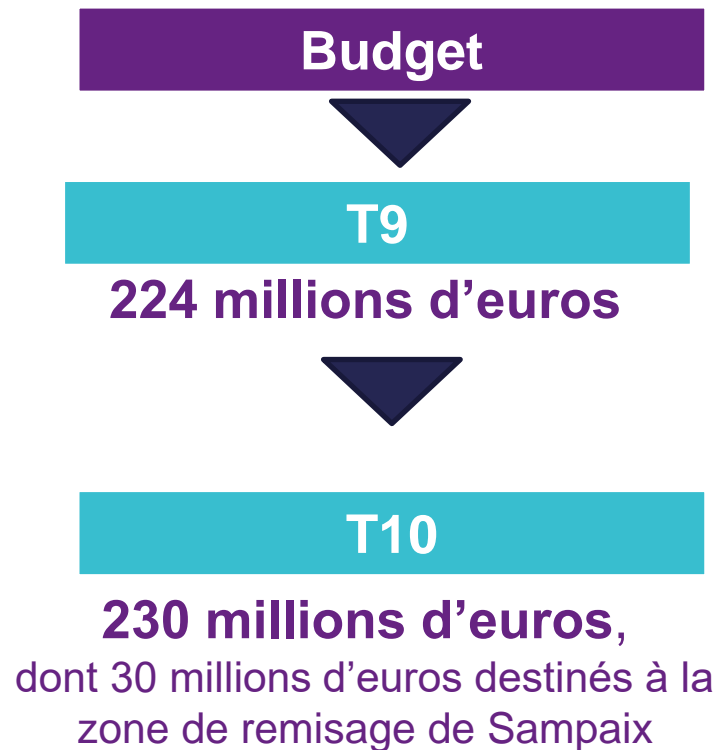 Budget
T9
224 millions d’euros
T10
230 millions d’euros,
dont 30 millions d’euros destinés à la
zone de remisage de Sampaix